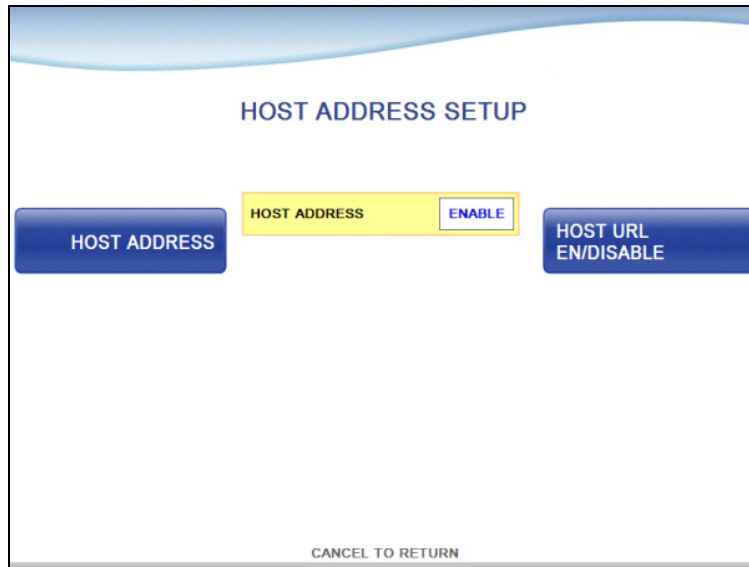 HOST ADDRESS SETUP
HOST ADDRESS
HOST ADDRESS ENABLE
HOST URL
EN/DISABLE
CANCEL TO RETURN